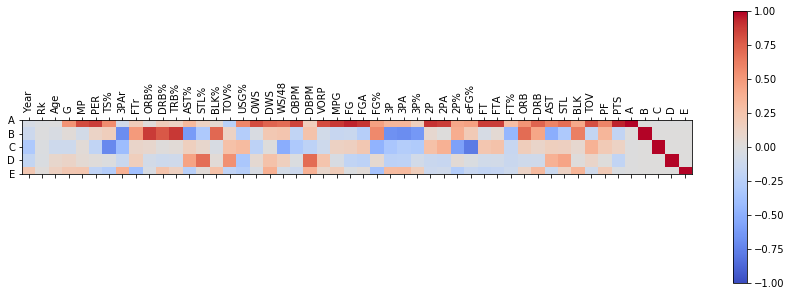 Year Rk Age G MP PER TS% 3PAr FTr ORB% DRB% TRB% AST% STL% BLK% TOV% USG% OWS DWS WS/48 OBPM DBPM VORP MPG FG FGA FG% 3P 3PA 3P% 2P 2PA 2P% eFG% FT FTA FT% ORB DRB AST STL BLK TOV PF PTS A B C D E
A
B
C
D
E
1.00
0.75
0.50
0.25
0.00
−0.25
−0.50
−0.75
−1.00